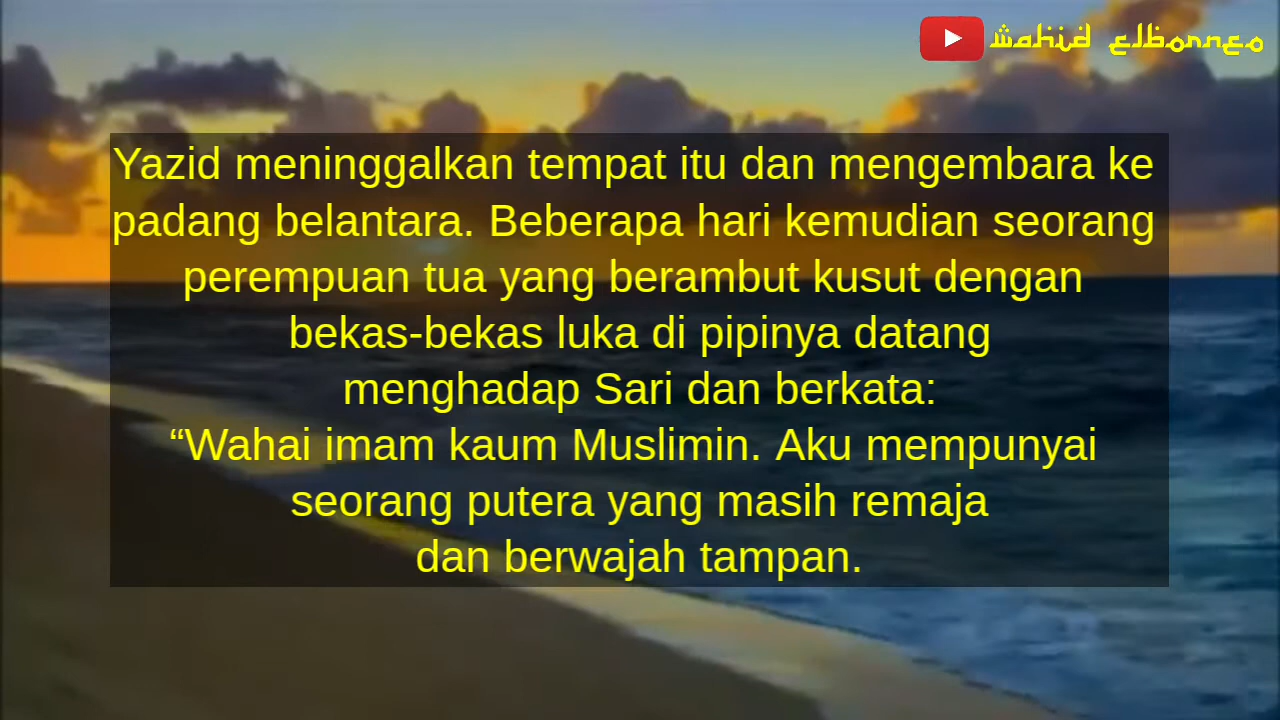 Wahid elborneo
Yazid meninggalkan tempat itu dan mengembara ke
padang belantara. Beberapa hari kemudian seorang
perempuan tua yang berambut kusut dengan
bekas-bekas luka di pipinya datang
menghadap Sari dan berkata:
“Wahai imam kaum Muslimin. Aku mempunyai
seorang putera yang masih remaja
dan berwajah tampan.